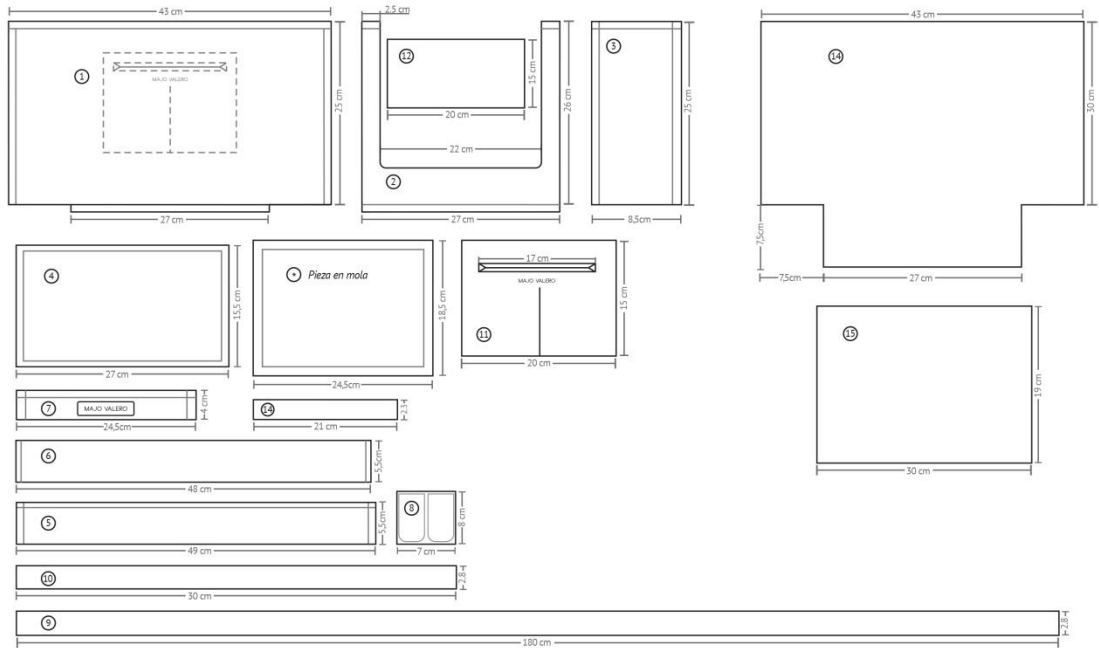 43 cm
1
MAJO VALERO
25 cm
27 cm
2.5 cm
12
15 cm
20 cm
22 cm
2
26 cm
27 cm
3
25 cm
8,5cm
43 cm
14
30 cm
7,5cm
7,5cm
27 cm
4
15,5 cm
27 cm
+ Pieza en mola
18,5 cm
24,5cm
17 cm
MAJO VALERO
11
15 cm
20 cm
15
19 cm
30 cm
7
MAJO VALERO
4 cm
24,5cm
14
2.3
21 cm
6
5,5cm
48 cm
5
5,5cm
49 cm
8
8 cm
7 cm
10
2.8
30 cm
9
2.8
180 cm